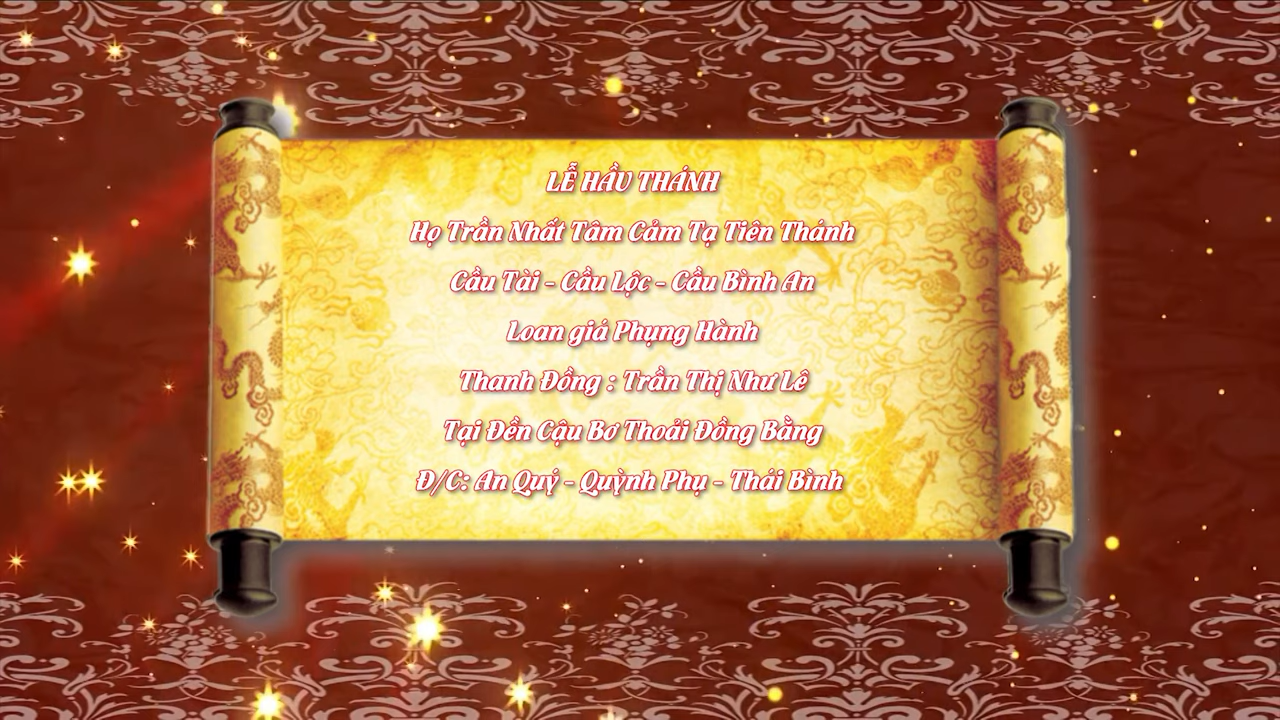 LỄ HẦU THÁNH
Họ Trần Nhất Tâm Cảm Tạ Tiên Thánh
Cầu Tài - Cầu Lộc - Cầu Bình An
Loan giá Phụng Hành
Thanh Đồng : Trần Thị Như Lê
Tại Đền Cậu Bơ Thoải Đồng Bằng
Đ/C: An Quý - Quỳnh Phụ - Thái Bình